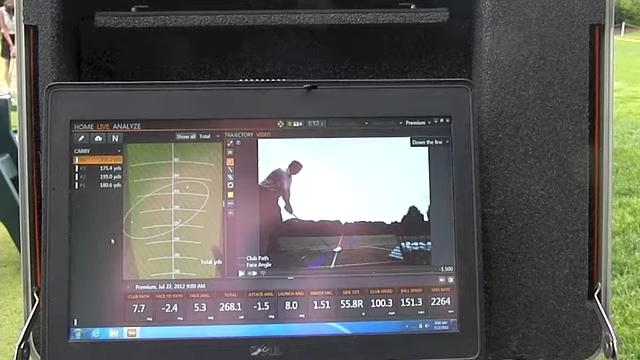 HOME LIVE ANALYZE
Premium
Show all Total
TRAJECTORY VIDEO
Down the line
CARRY
175.4 yds
195.0 yds
180.6 yds
Total yds
Club Path
Face Angle
-1.500
Premium, Jul 22, 2012 9:00 AM
CLUB PATH FACE TO PATH FACE ANG. TOTAL ATTACK ANG. LAUNCH ANG. SMASH FAC. SIDE TOT. CLUB SPEED BALL SPEED SPIN RATE
7.7 -2.4 5.3 268.1 -1.5 8.0 1.51 55.8R 100.3 151.3 2264
DELL